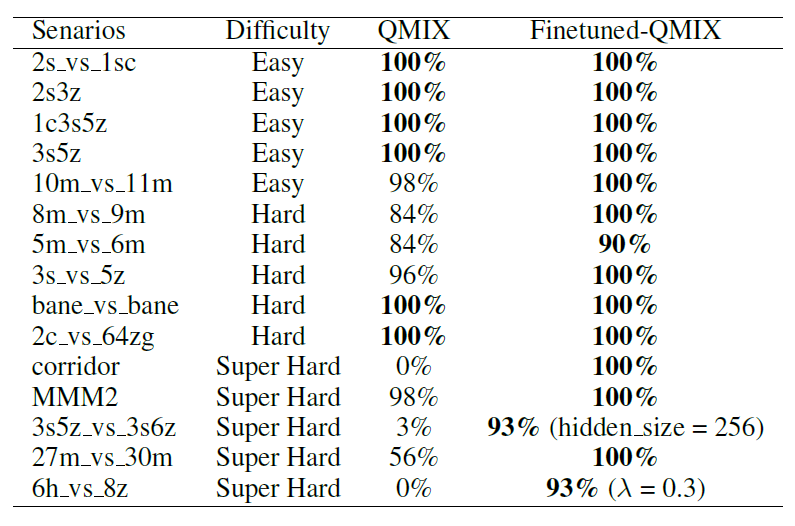 Senarios Difficulty QMIX Finetuned-QMIX
2s_vs_1sc Easy 100% 100%
2s3z Easy 100% 100%
1c3s5z Easy 100% 100%
3s5z Easy 100% 100%
10m_vs_11m Easy 98% 100%
8m_vs_9m Hard 84% 100%
5m_vs_6m Hard 84% 90%
3s_vs_5z Hard 96% 100%
bane_vs_bane Hard 100% 100%
2c_vs_64zg Hard 100% 100%
corridor Super Hard 0% 100%
MMM2 Super Hard 98% 100%
3s5z_vs_3s6z Super Hard 3% 93% (hidden_size = 256)
27m_vs_30m Super Hard 56% 100%
6h_vs_8z Super Hard 0% 93% (λ = 0.3)